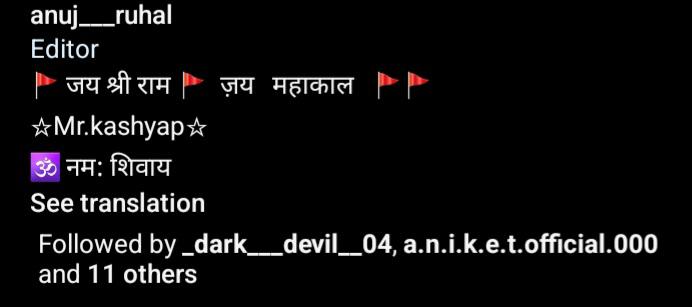 anuj___ruhal
Editor
🚩 जय श्री राम 🚩 ज़य महाकाल 🚩🚩
☆Mr.kashyap☆
🕉 नम: शिवाय
See translation
Followed by _dark___devil__04, a.n.i.k.e.t.official.000
and 11 others